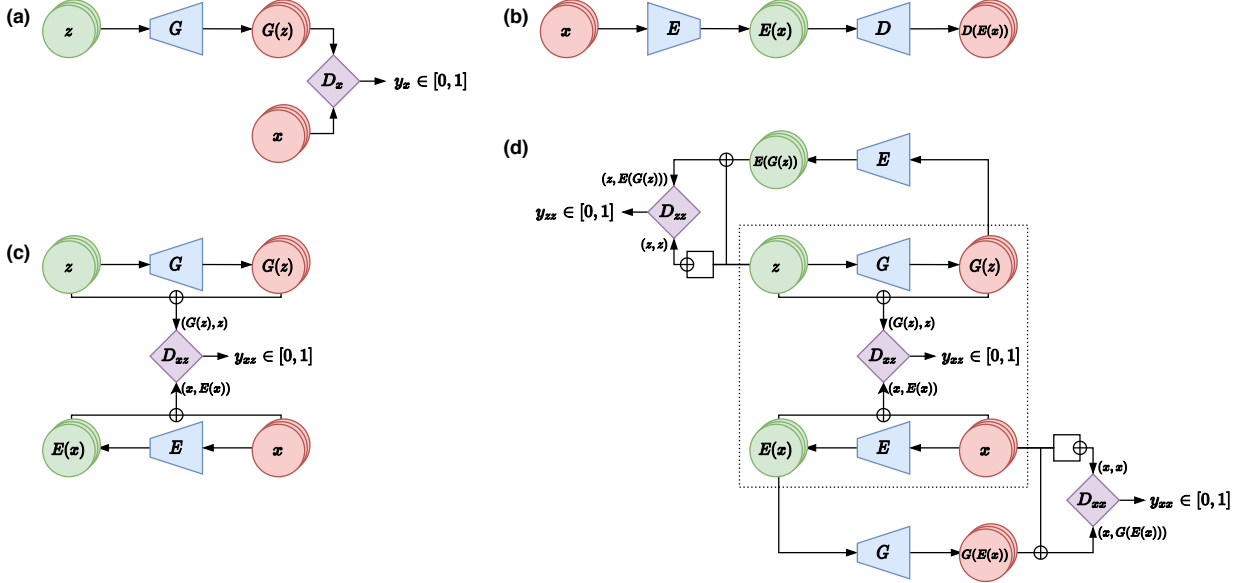 (a)
z
G
G(z)
D_x
y_x ∈ [0, 1]
x
(b)
x
E
E(x)
D
D(E(x))
(c)
z
G
G(z)
(G(z), z)
D_xz
y_xz ∈ [0, 1]
(x, E(x))
E(x)
E
x
(d)
E(G(z))
E
(z, E(G(z)))
D_zz
y_zz ∈ [0, 1]
(z, z)
z
G
G(z)
(G(z), z)
D_xz
y_xz ∈ [0, 1]
(x, E(x))
E(x)
E
x
(x, x)
D_xx
y_xx ∈ [0, 1]
(x, G(E(x)))
G
G(E(x))